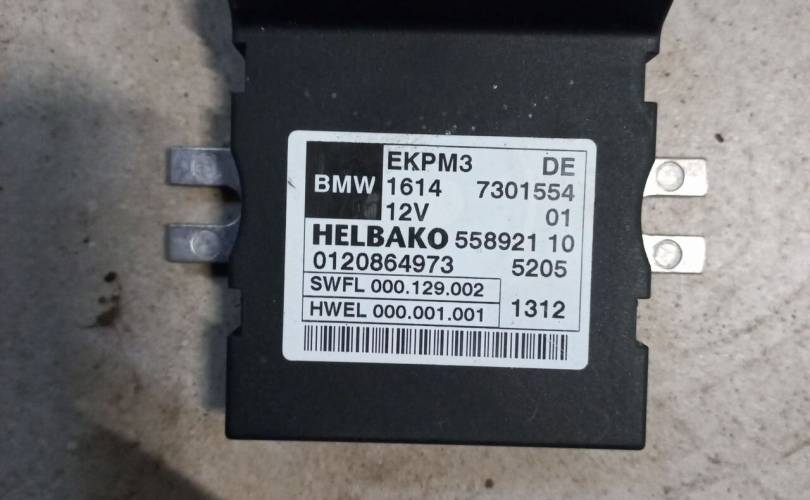 EKPM3 DE
BMW 1614 7301554
12V 01
HELBAKO 558921 10
0120864973 5205
SWFL 000.129.002
HWEL 000.001.001 1312